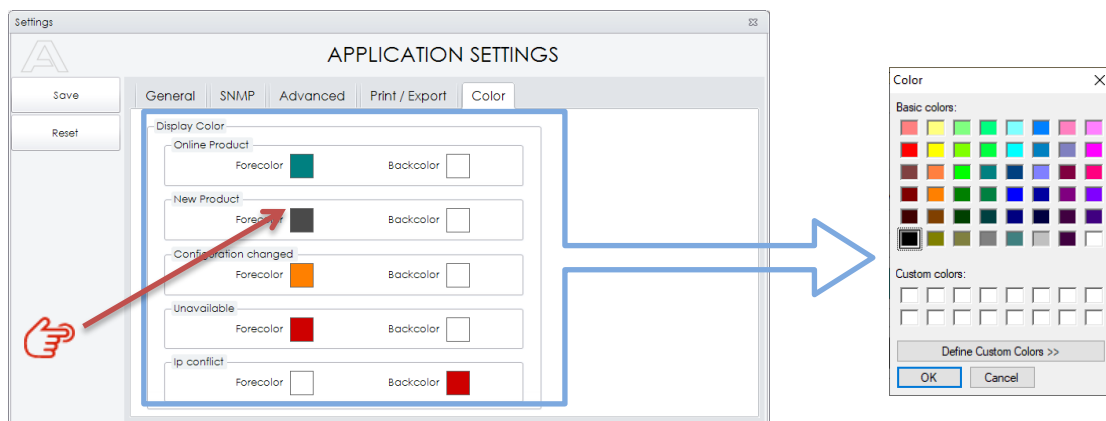 Settings
APPLICATION SETTINGS
Save
Reset
General SNMP Advanced Print / Export Color
Display Color
Online Product
Forecolor Backcolor
New Product
Forecolor Backcolor
Configuration changed
Forecolor Backcolor
Unavailable
Forecolor Backcolor
Ip conflict
Forecolor Backcolor
Color
Basic colors:
Custom colors:
Define Custom Colors >>
OK Cancel